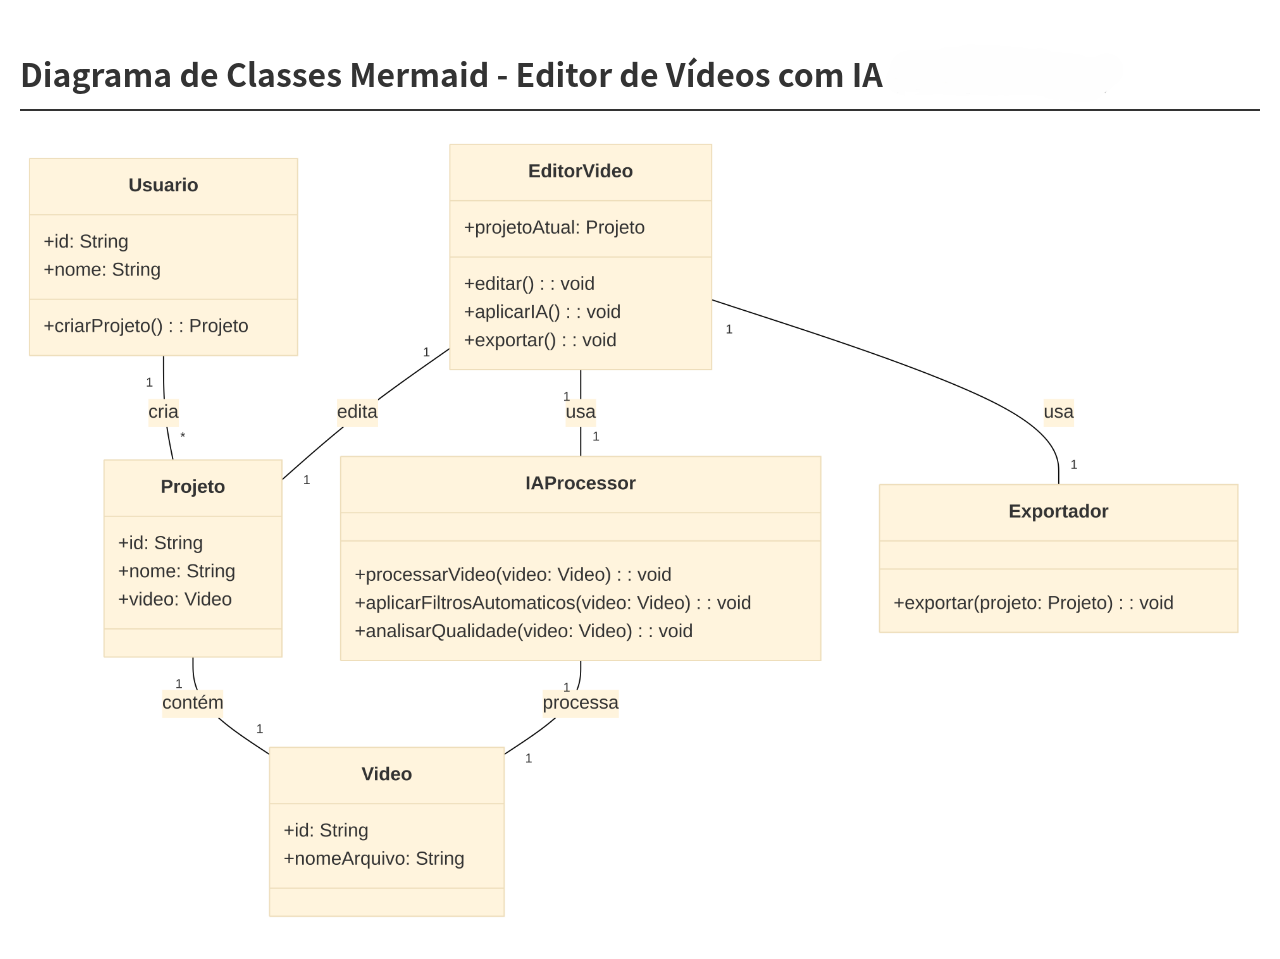 Diagrama de Classes Mermaid - Editor de Vídeos com IA
Usuario
+id: String
+nome: String
+criarProjeto() : : Projeto
EditorVideo
+projetoAtual: Projeto
+editar() : : void
+aplicarIA() : : void
+exportar() : : void
1
cria
*
1
edita
1
1
usa
1
1
usa
1
Projeto
+id: String
+nome: String
+video: Video
IAProcessor
+processarVideo(video: Video) : : void
+aplicarFiltrosAutomaticos(video: Video) : : void
+analisarQualidade(video: Video) : : void
Exportador
+exportar(projeto: Projeto) : : void
1
contém
1
1
processa
1
Video
+id: String
+nomeArquivo: String